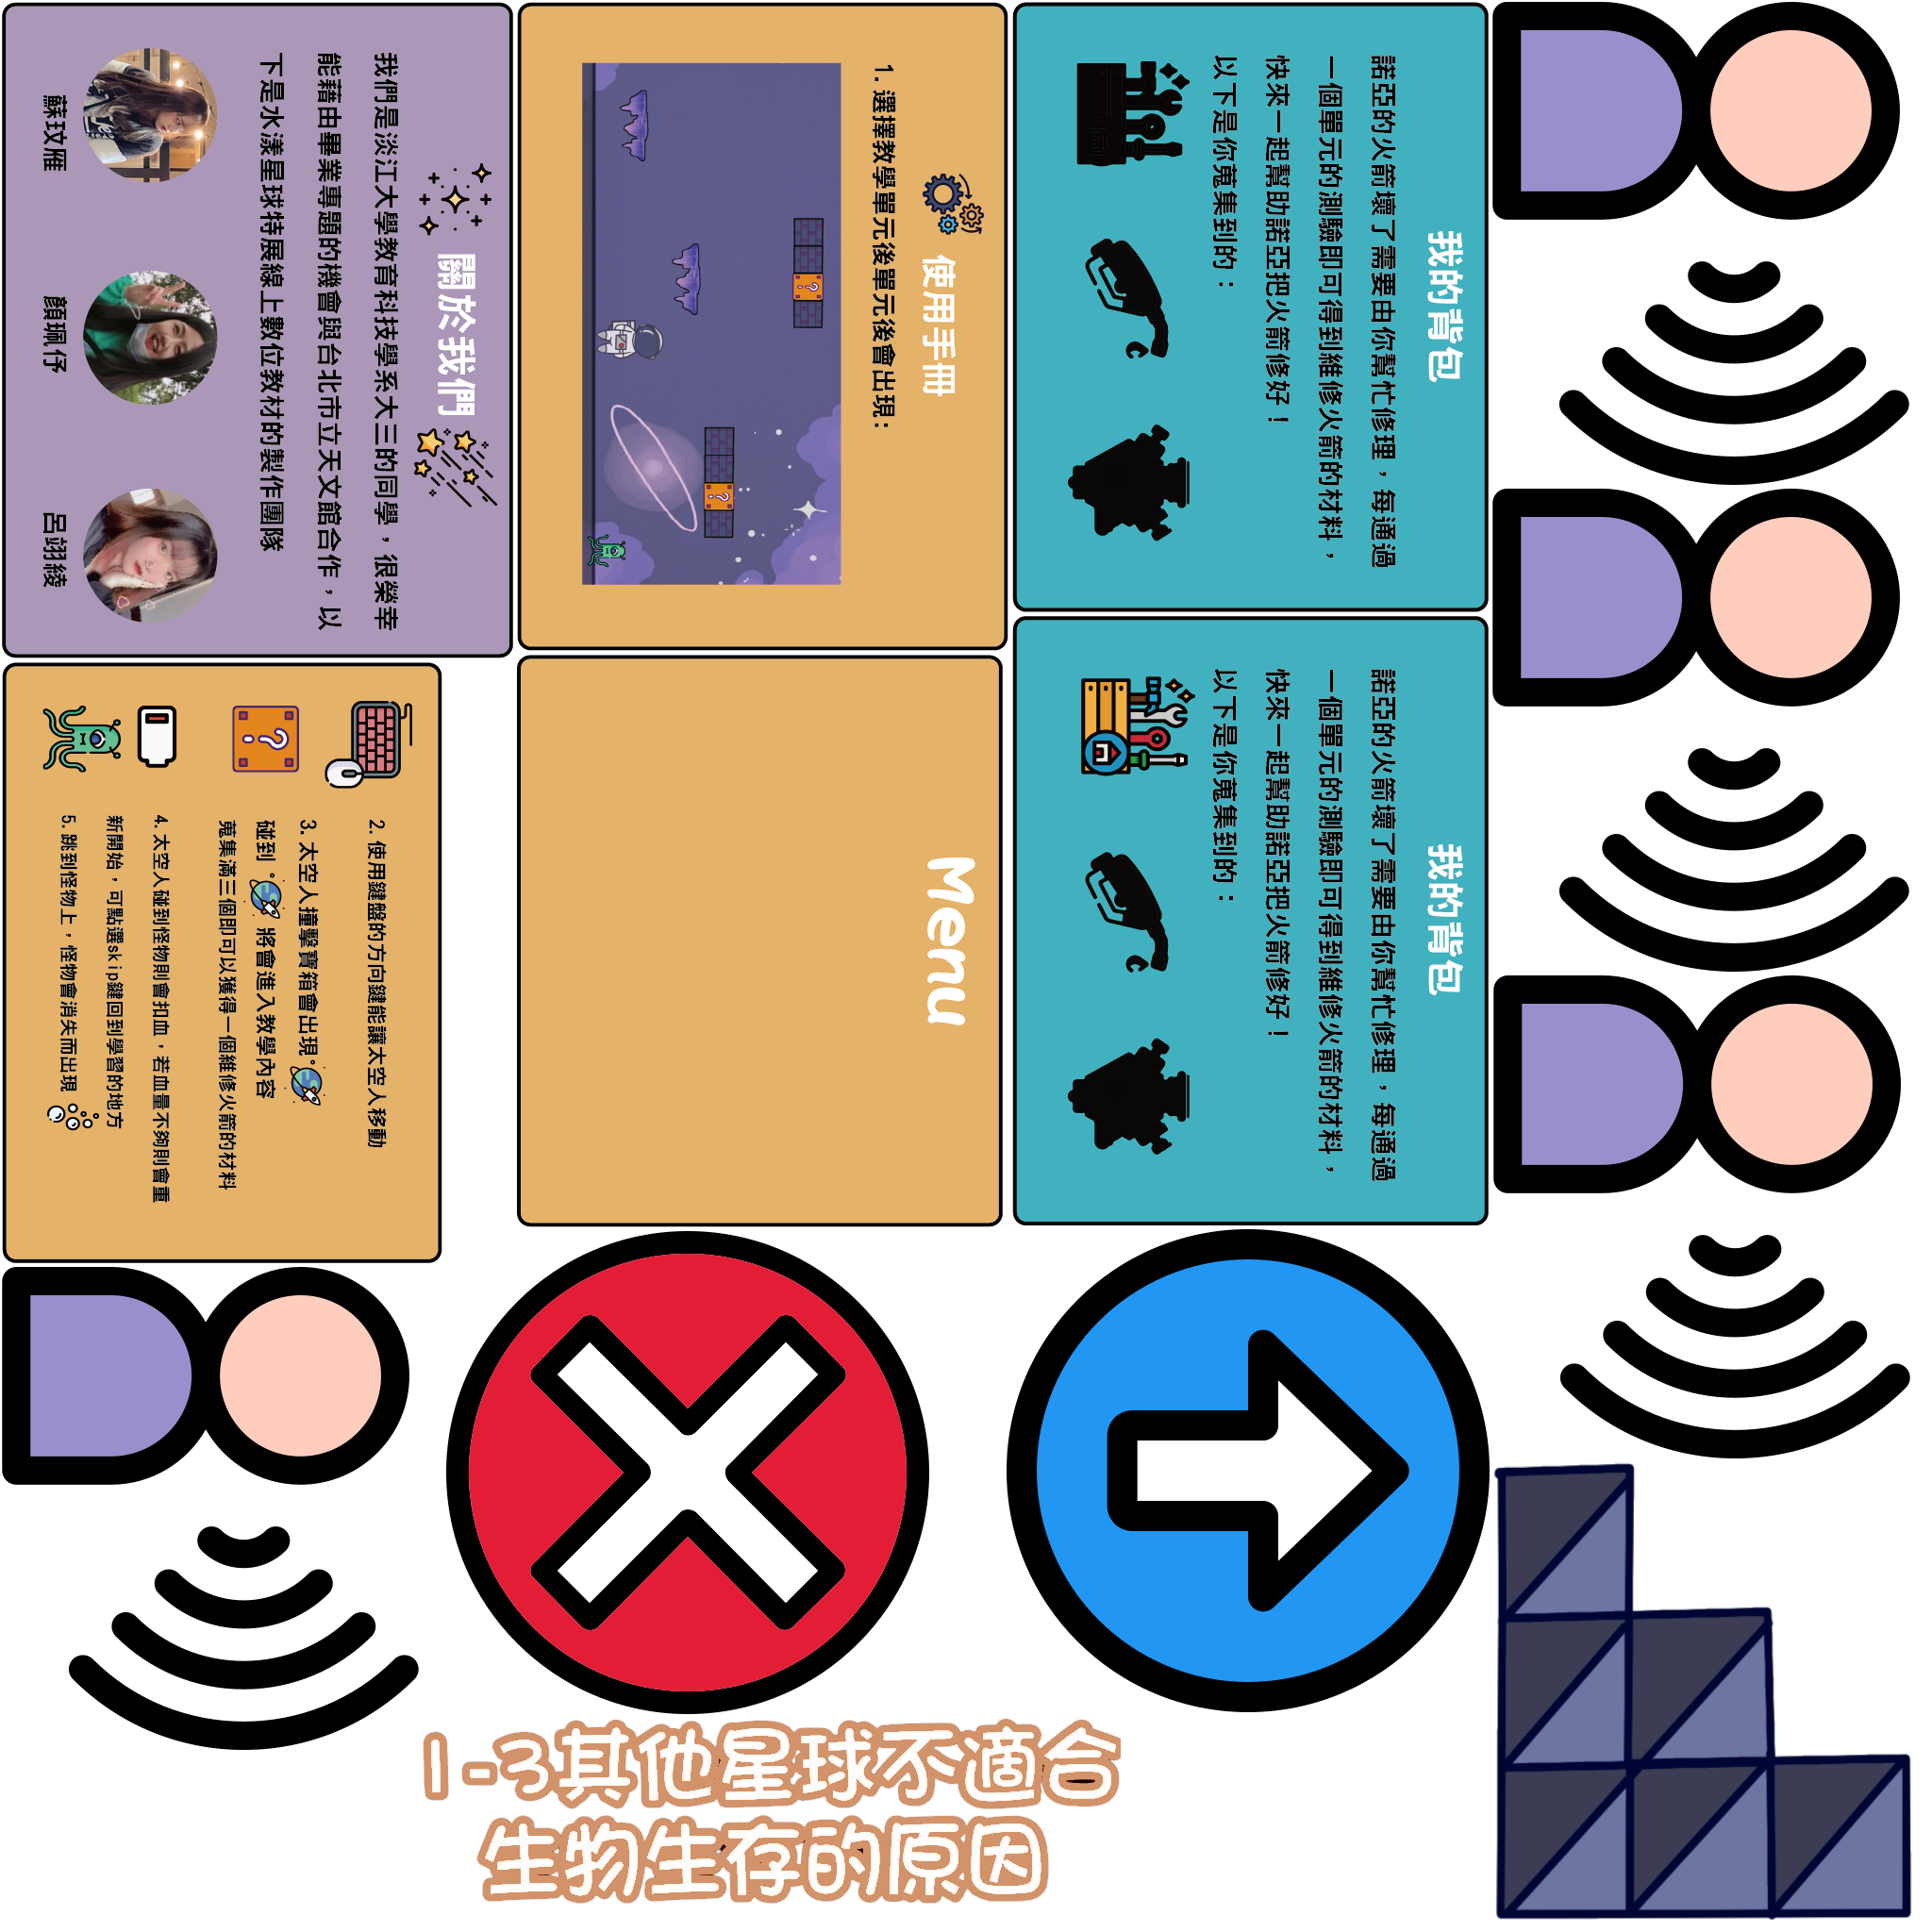 關於我們
我們是淡江大學教育科技學系大三的同學，很榮幸
能藉由畢業專題的機會與台北市立天文館合作，以
下是水漾星球特展線上數位教材的製作團隊
蘇玟雁
顏珮伃
呂翊綾
使用手冊
1. 選擇教學單元後單元後會出現：
我的背包
諾亞的火箭壞了需要由你幫忙修理，每通過
一個單元的測驗即可得到維修火箭的材料，
快來一起幫助諾亞把火箭修好！
以下是你蒐集到的：
2. 使用鍵盤的方向鍵能讓太空人移動
3. 太空人撞擊寶箱會出現
碰到 將會進入教學內容
蒐集滿三個即可以獲得一個維修火箭的材料
4. 太空人碰到怪物則會扣血，若血量不夠則會重
新開始，可點選skip鍵回到學習的地方
5. 跳到怪物上，怪物會消失而出現
Menu
我的背包
諾亞的火箭壞了需要由你幫忙修理，每通過
一個單元的測驗即可得到維修火箭的材料，
快來一起幫助諾亞把火箭修好！
以下是你蒐集到的：
1-3其他星球不適合
生物生存的原因